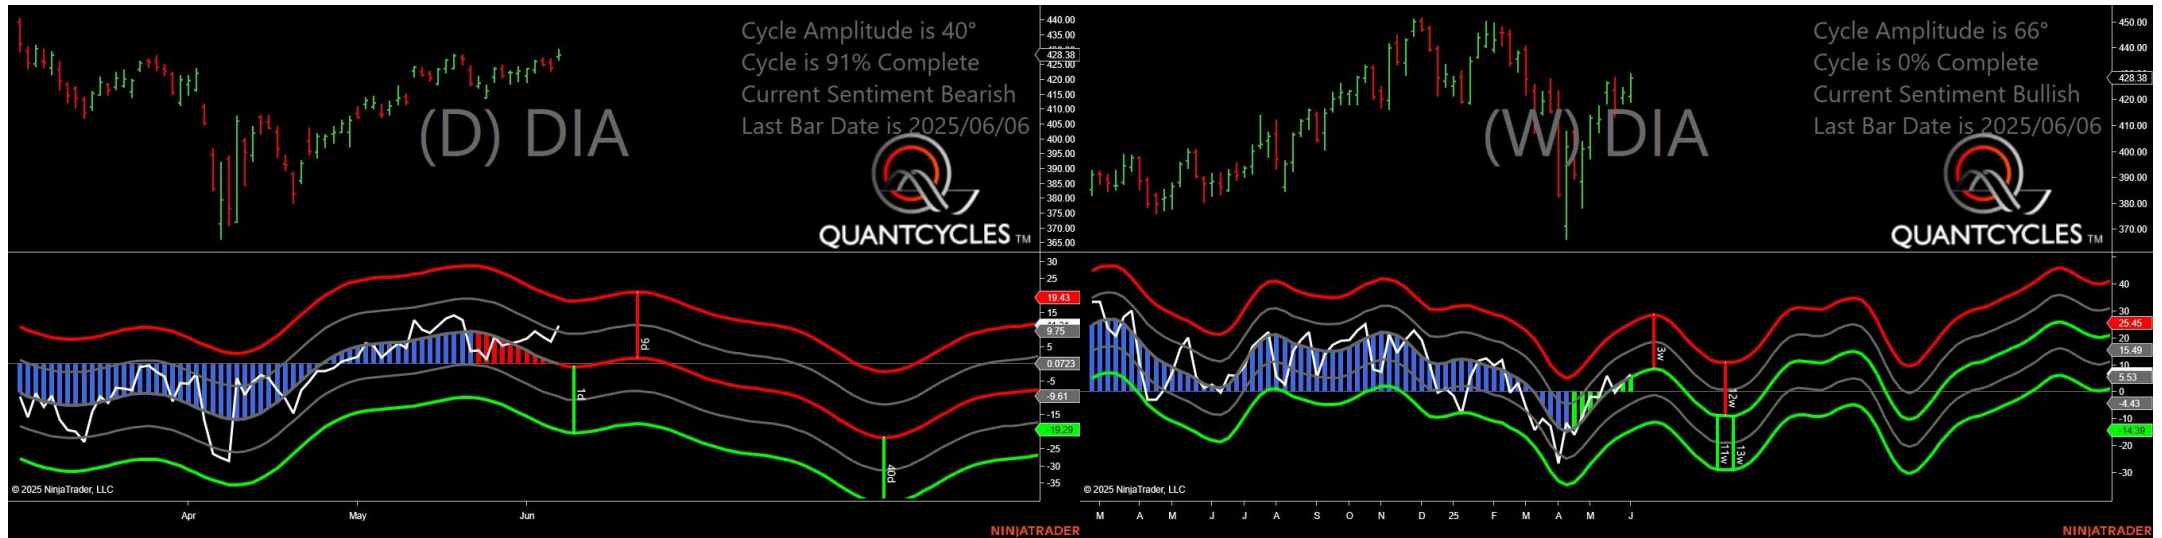 Cycle Amplitude is 40°
Cycle is 91% Complete
Current Sentiment Bearish
Last Bar Date is 2025/06/06
(D) DIA
QUANTCYCLES TM
440.00
435.00
428.38
425.00
420.00
415.00
410.00
405.00
400.00
395.00
390.00
385.00
380.00
375.00
370.00
365.00
30
25
19.43
15
9.75
5
0.0723
-5
-9.61
-15
-19.29
-25
-30
-35
9d
1d
40d
© 2025 NinjaTrader, LLC
Apr May Jun
NINJATRADER
Cycle Amplitude is 66°
Cycle is 0% Complete
Current Sentiment Bullish
Last Bar Date is 2025/06/06
(W) DIA
QUANTCYCLES TM
450.00
440.00
428.38
420.00
410.00
400.00
390.00
380.00
370.00
40
30
25.45
20
15.49
10
5.53
0
-4.43
-10
-14.39
-20
-30
3w
12w
11w
13w
© 2025 NinjaTrader, LLC
M A M J J A S O N D 25 F M A M J
NINJATRADER